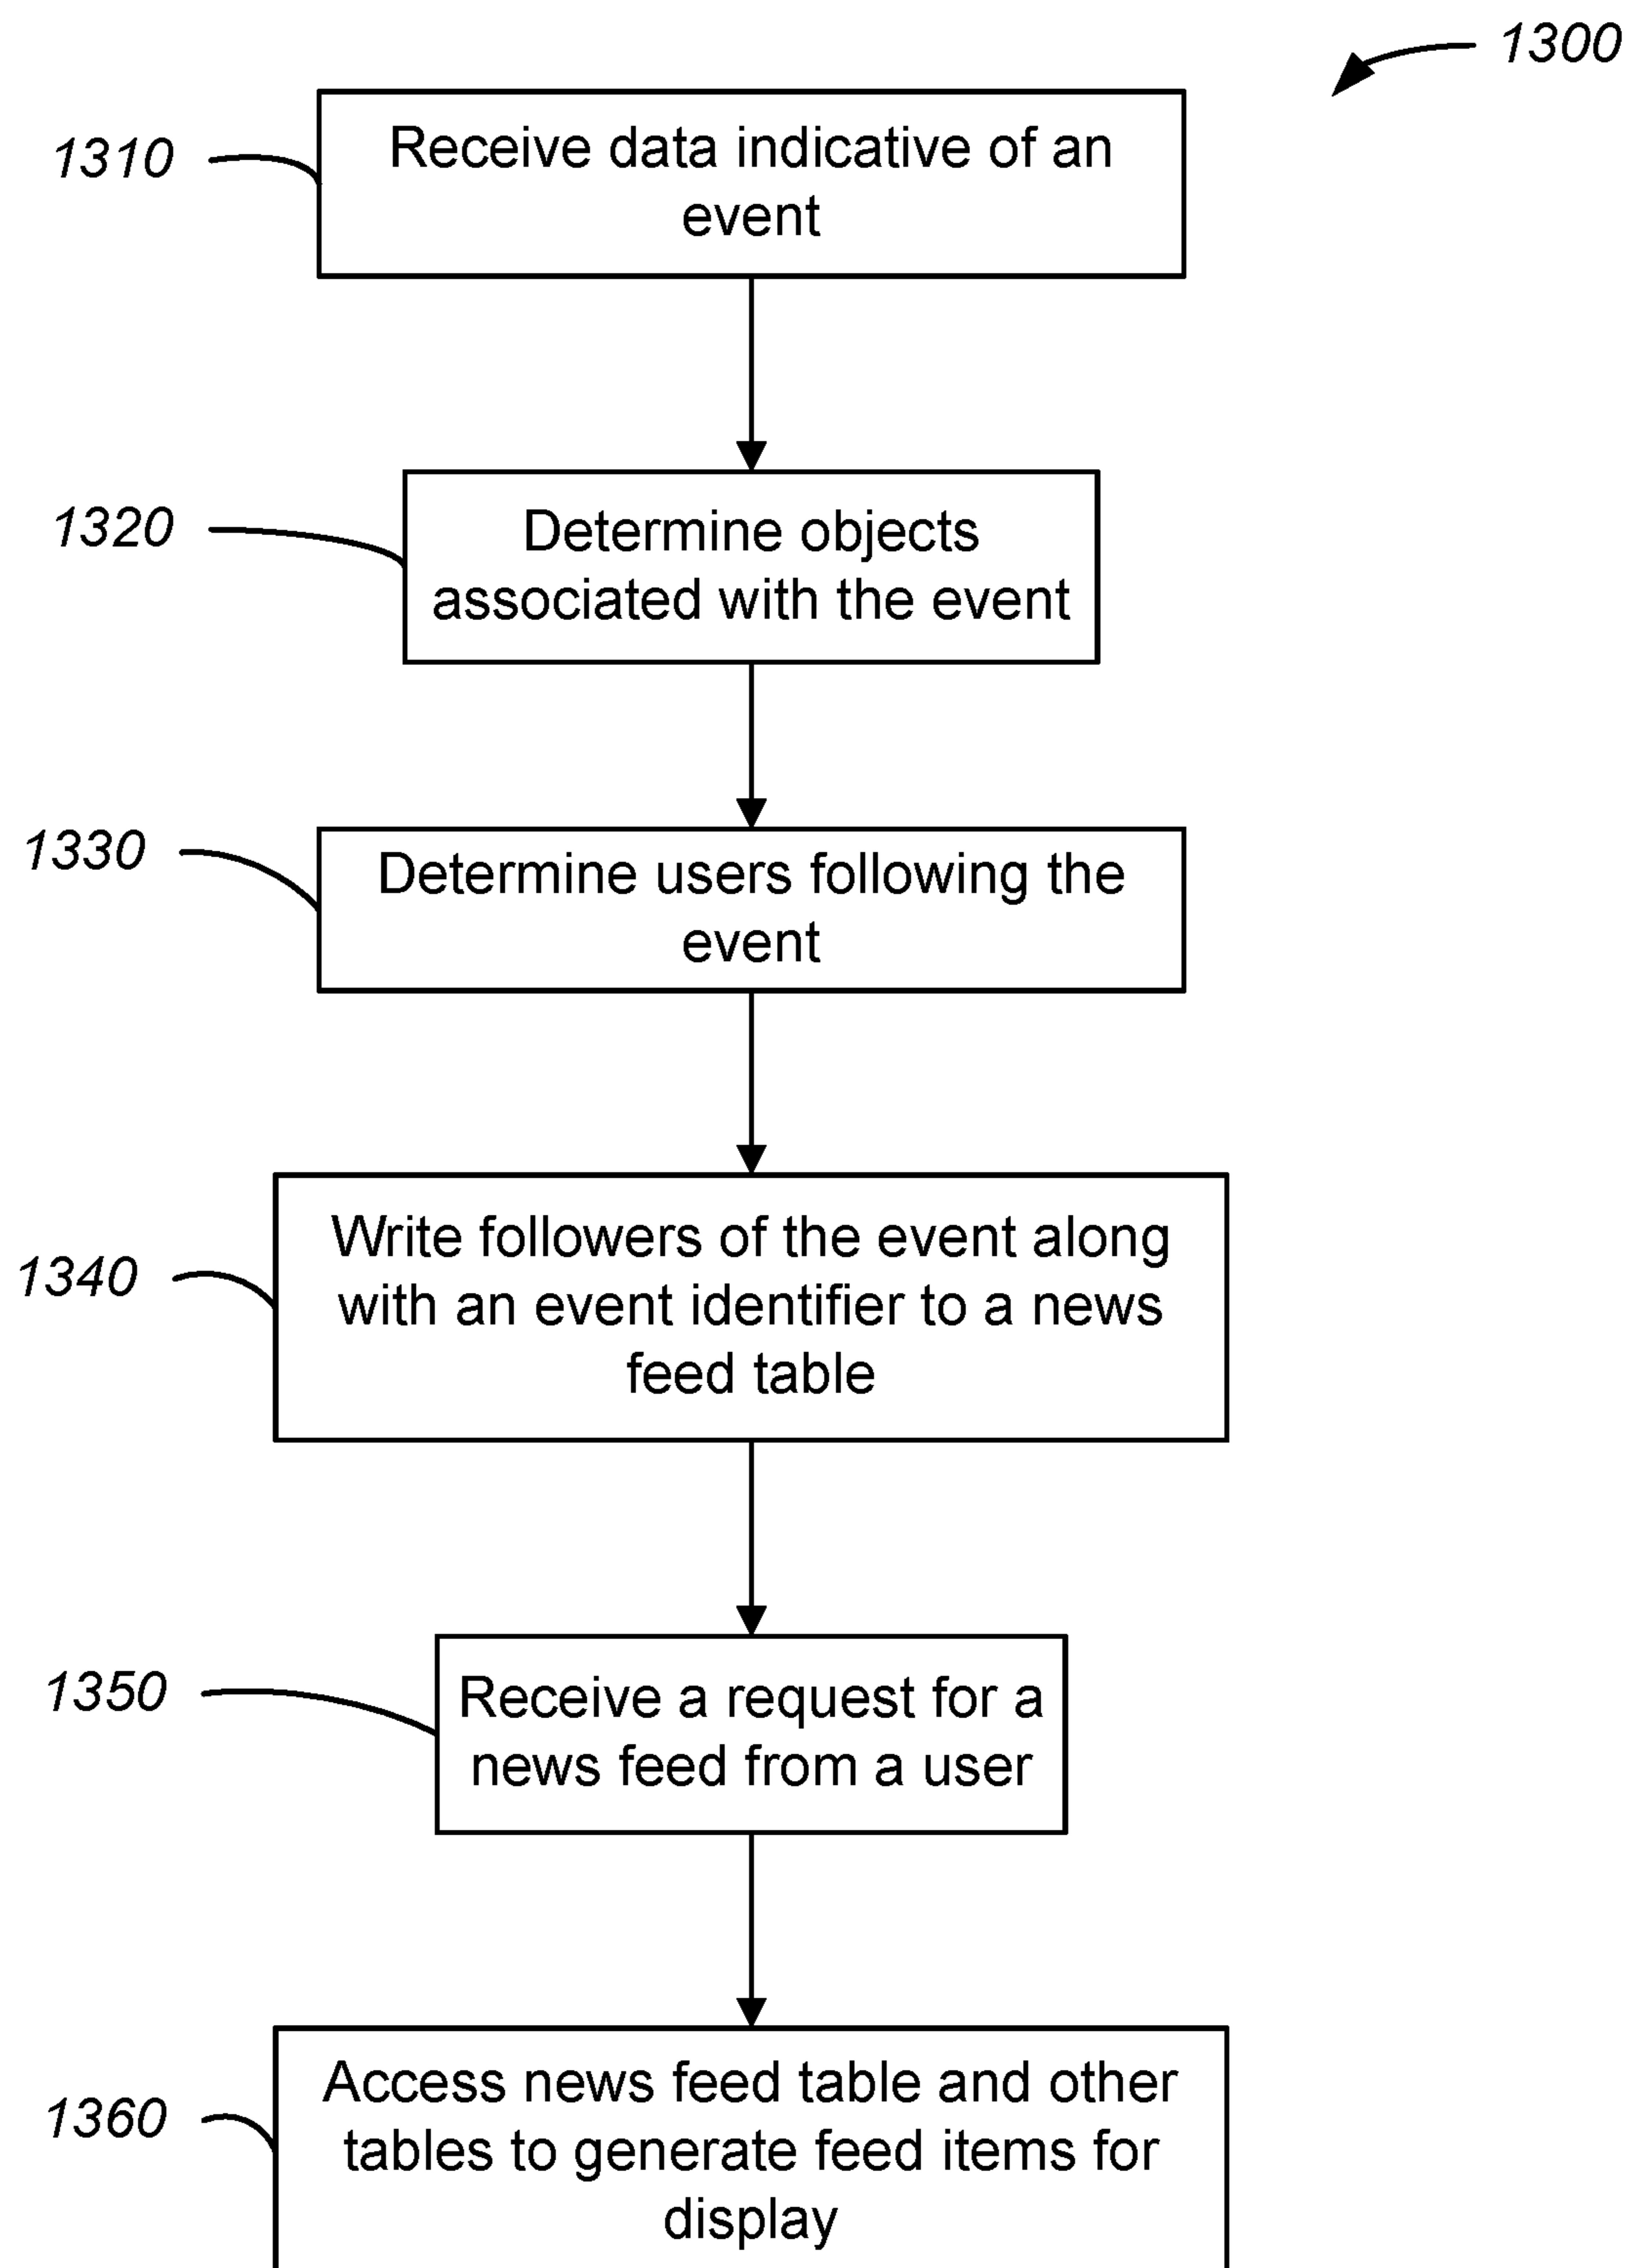 1300
1310
Receive data indicative of an
event
1320
Determine objects
associated with the event
1330
Determine users following the
event
1340
Write followers of the event along
with an event identifier to a news
feed table
1350
Receive a request for a
news feed from a user
1360
Access news feed table and other
tables to generate feed items for
display